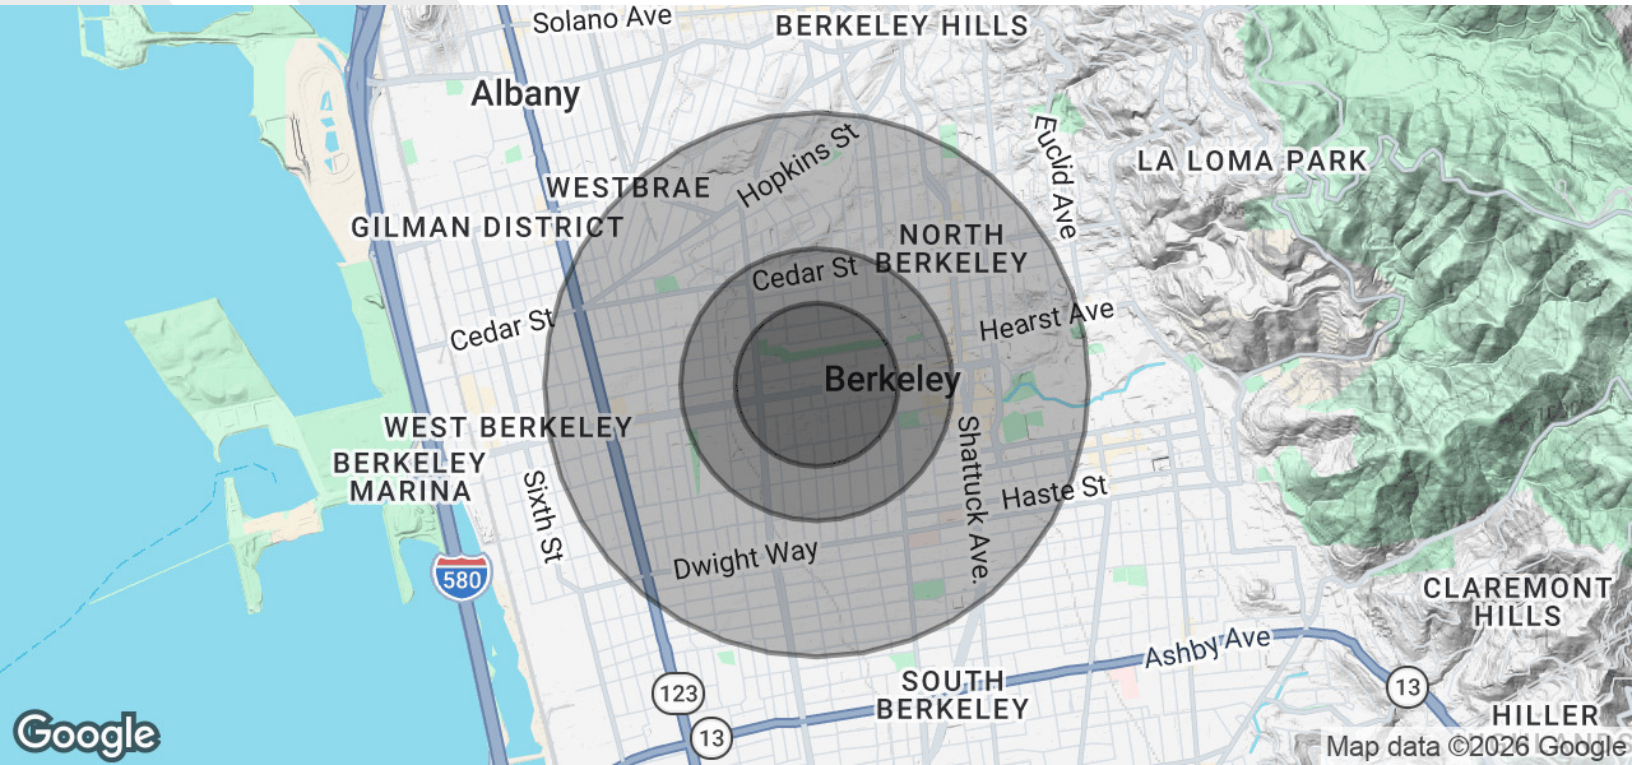 Solano Ave
BERKELEY HILLS
Albany
Hopkins St
Euclid Ave
LA LOMA PARK
WESTBRAE
GILMAN DISTRICT
NORTH
BERKELEY
Cedar St
Cedar St
Hearst Ave
Berkeley
WEST BERKELEY
BERKELEY
MARINA
Sixth St
Shattuck Ave.
Haste St
Dwight Way
580
CLAREMONT
HILLS
Ashby Ave
SOUTH
BERKELEY
123
13
13
HILLER
Google
Map data ©2026 Google